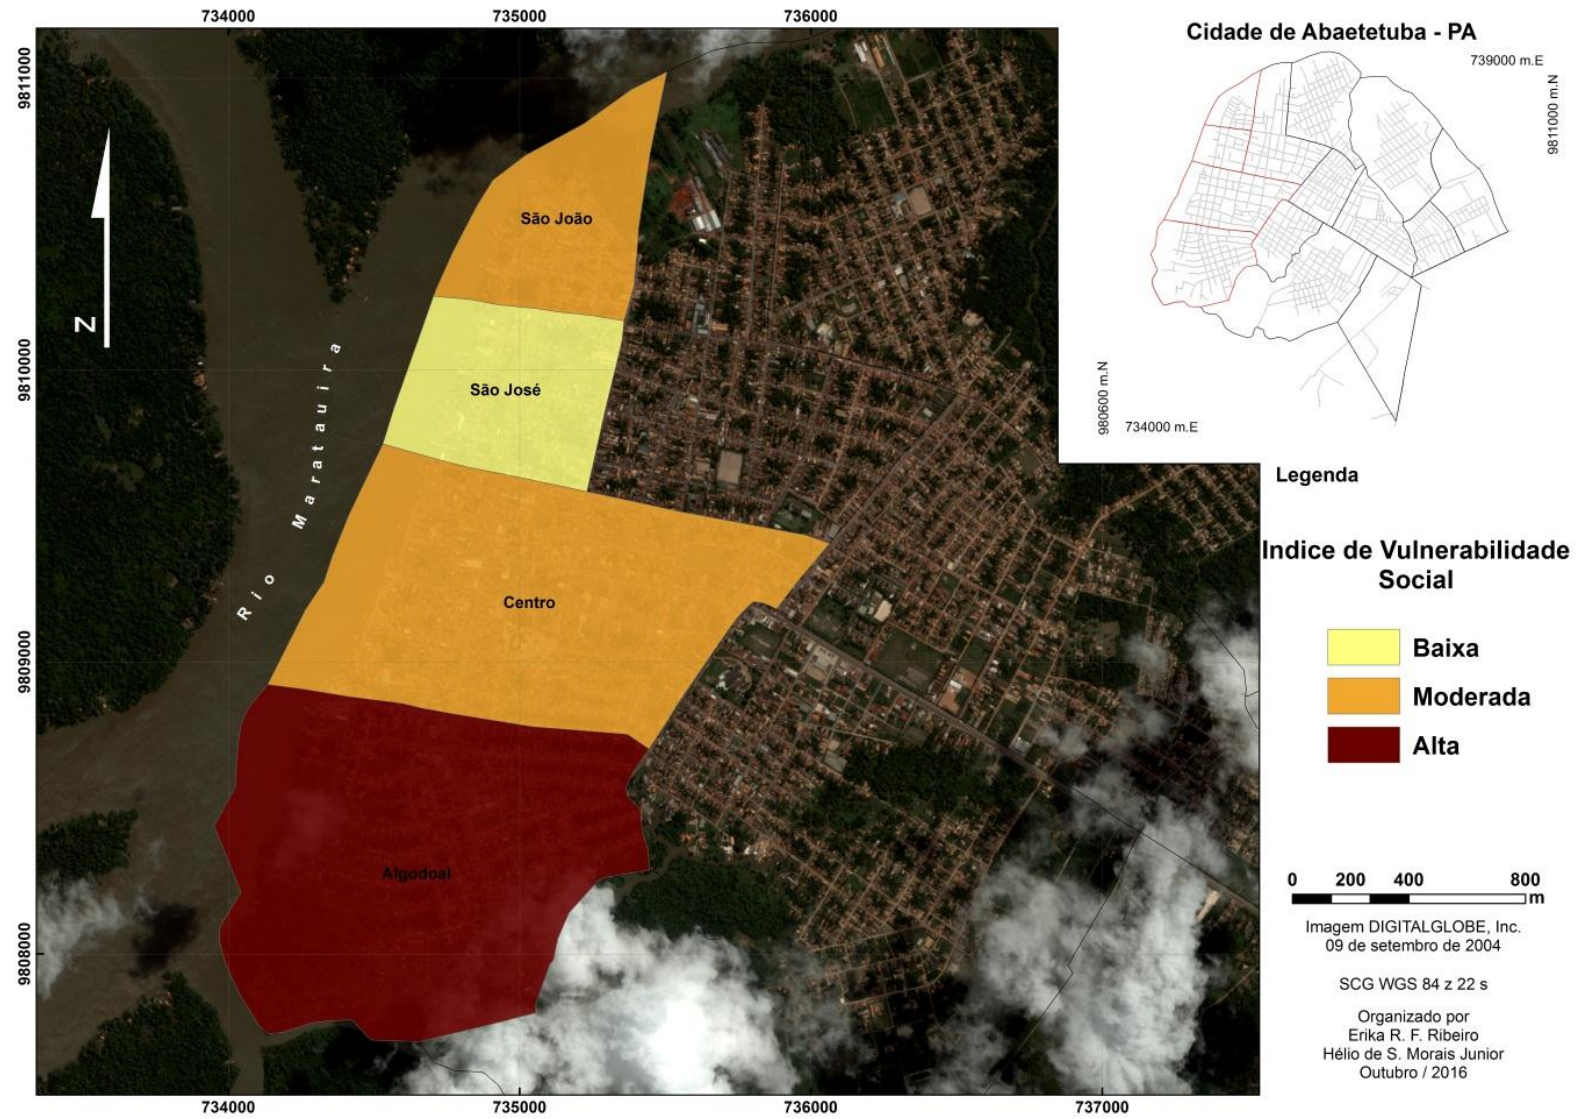 734000
735000
736000
9811000
9810000
9809000
9808000
N
São João
São José
Centro
Algodoal
Rio Maratauira
734000
735000
736000
737000
Cidade de Abaetetuba - PA
739000 m.E
9811000 m.N
980600 m.N
734000 m.E
Legenda
Indice de Vulnerabilidade
Social
Baixa
Moderada
Alta
0 200 400 800
m
Imagem DIGITALGLOBE, Inc.
09 de setembro de 2004
SCG WGS 84 z 22 s
Organizado por
Erika R. F. Ribeiro
Hélio de S. Morais Junior
Outubro / 2016